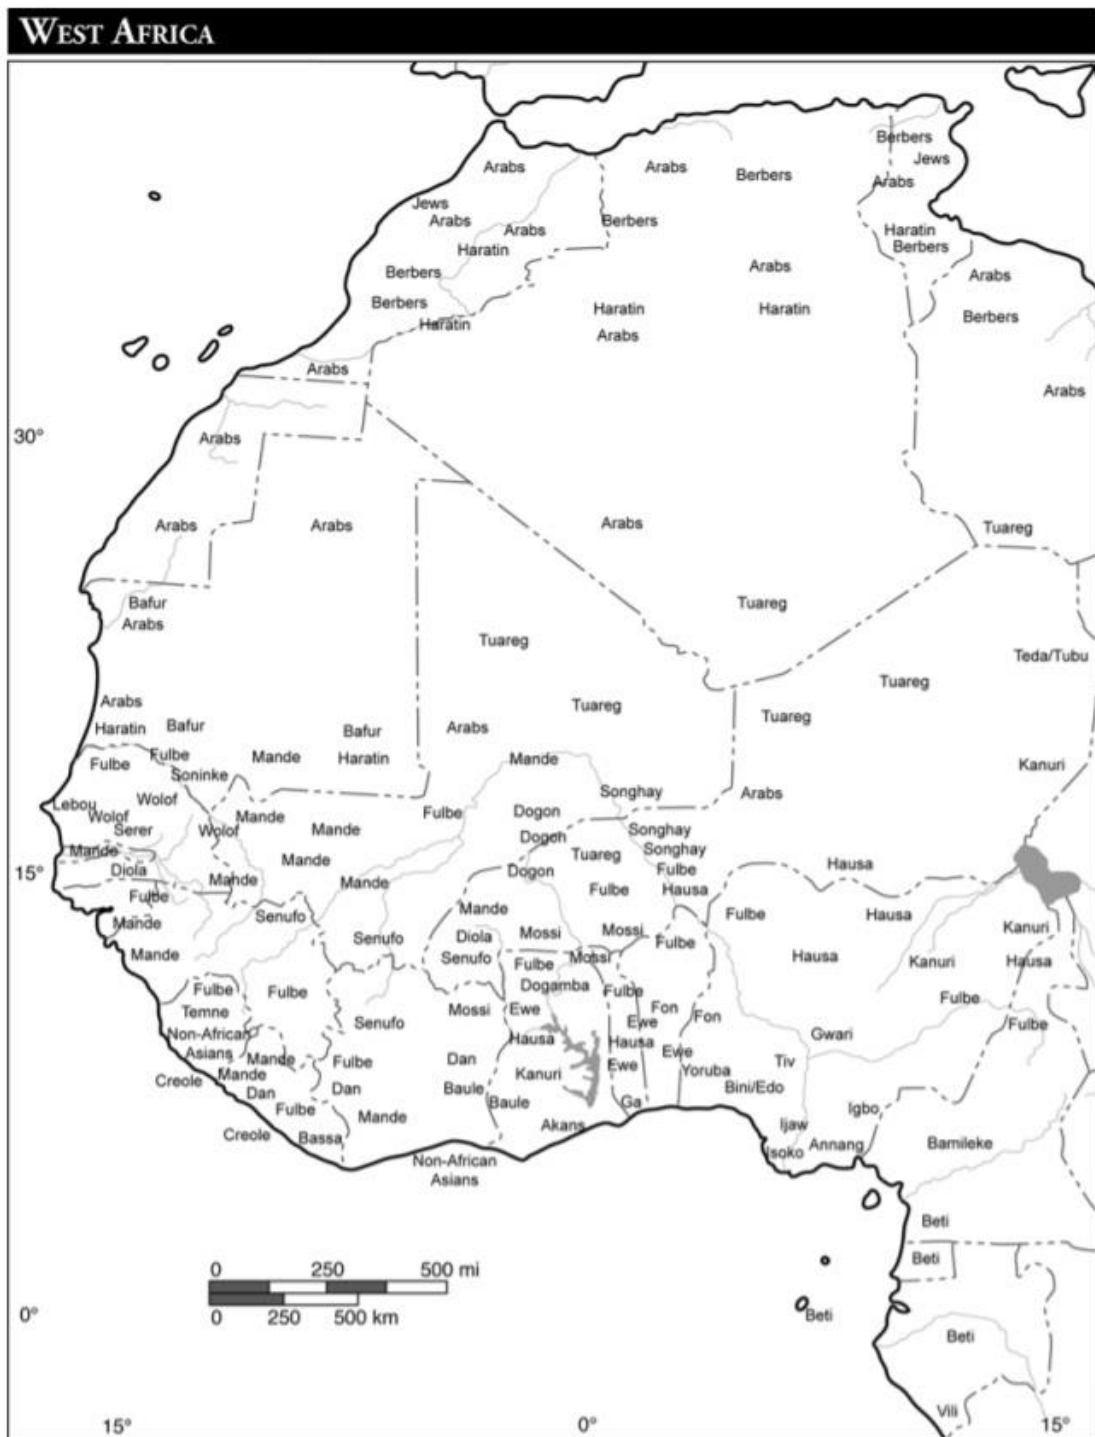 WEST AFRICA
Berbers
Jews
Arabs
Arabs
Berbers
Arabs
Jews
Arabs
Berbers
Arabs
Haratin
Berbers
Haratin
Berbers
Arabs
Arabs
Berbers
Haratin
Haratin
Berbers
Haratin
Arabs
Arabs
Arabs
30°
Arabs
Arabs
Arabs
Arabs
Tuareg
Bafur
Arabs
Tuareg
Tuareg
Teda/Tubu
Tuareg
Arabs
Tuareg
Tuareg
Haratin
Bafur
Bafur
Arabs
Fulbe
Mande
Haratin
Mande
Fulbe
Soninke
Kanuri
Lebou
Wolof
Songhay
Arabs
Wolof
Mande
Fulbe
Dogon
Serer
Wolof
Mande
Dogon
Songhay
Mande
Mande
Tuareg
Songhay
15°
Diola
Mande
Mande
Dogon
Fulbe
Hausa
Fulbe
Fulbe
Hausa
Mande
Senufo
Mande
Fulbe
Hausa
Mande
Senufo
Diola
Mossi
Mossi
Fulbe
Kanuri
Senufo
Fulbe
Mossi
Hausa
Kanuri
Hausa
Fulbe
Fulbe
Dogamba
Fulbe
Fulbe
Temne
Senufo
Mossi
Ewe
Fon
Fon
Fulbe
Non-African
Asians
Hausa
Ewe
Hausa
Gwari
Creole
Mande
Mande
Fulbe
Dan
Kanuri
Ewe
Ewe
Yoruba
Tiv
Dan
Dan
Baule
Baule
Bini/Edo
Fulbe
Mande
Ga
Igbo
Creole
Bassa
Akans
Ijaw
Non-African
Asians
Isoko
Annang
Bamileke
Beti
Beti
0 250 500 mi
0 250 500 km
0°
Beti
Beti
Vili
15° 0° 15°